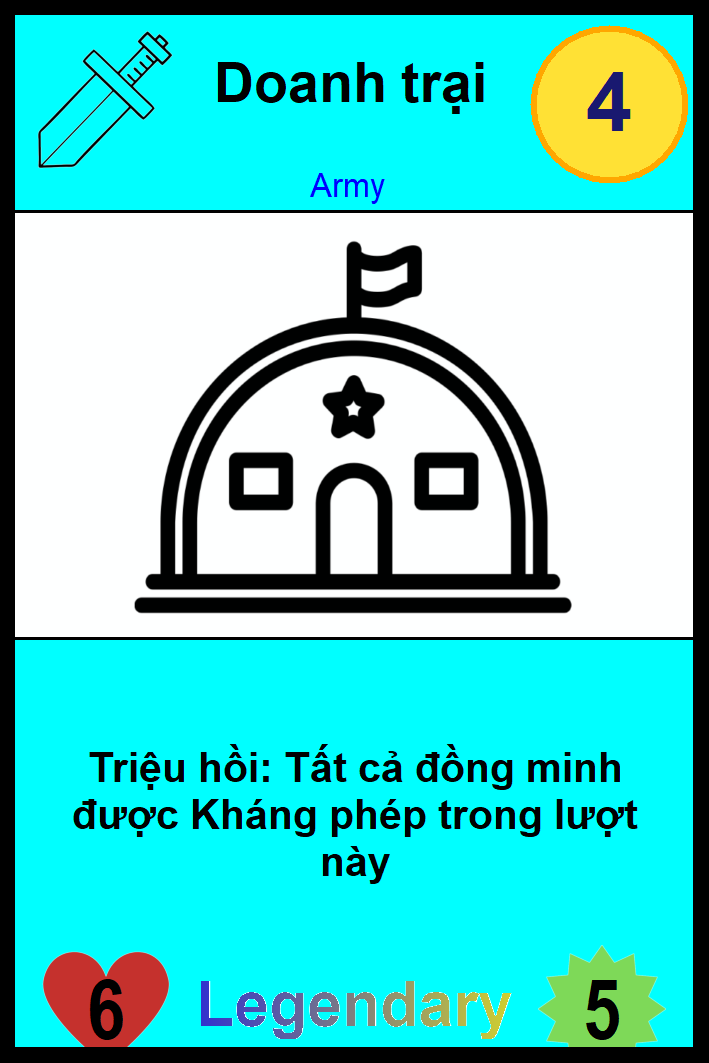 Doanh trại
4
Army
Triệu hồi: Tất cả đồng minh
được Kháng phép trong lượt
này
6
Legendary
5